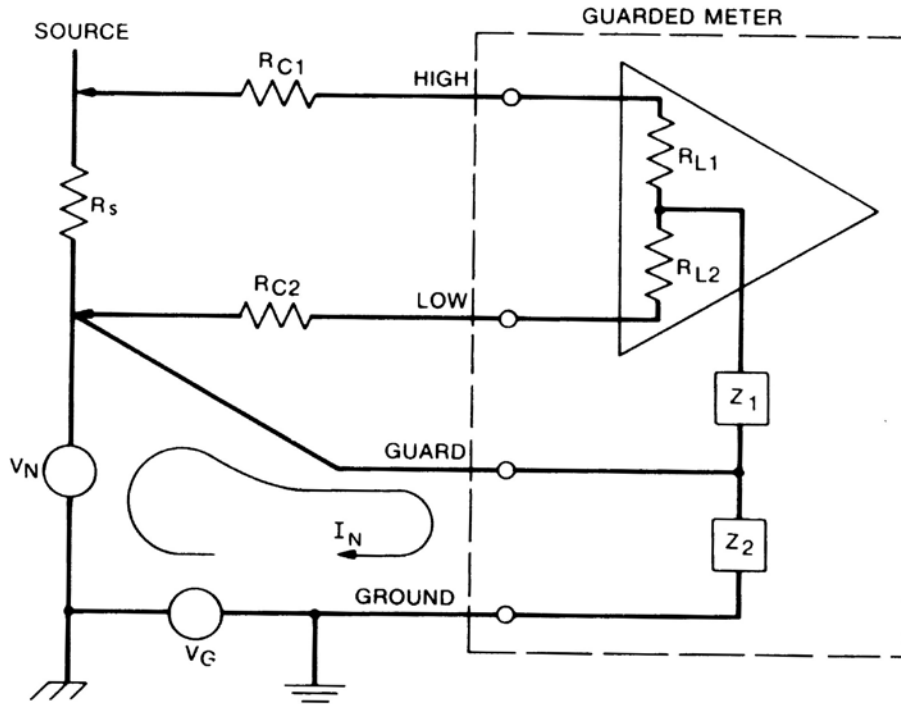 GUARDED METER
SOURCE
RC1
HIGH
RL1
Rs
RC2
LOW
RL2
Z1
GUARD
VN
IN
Z2
GROUND
VG